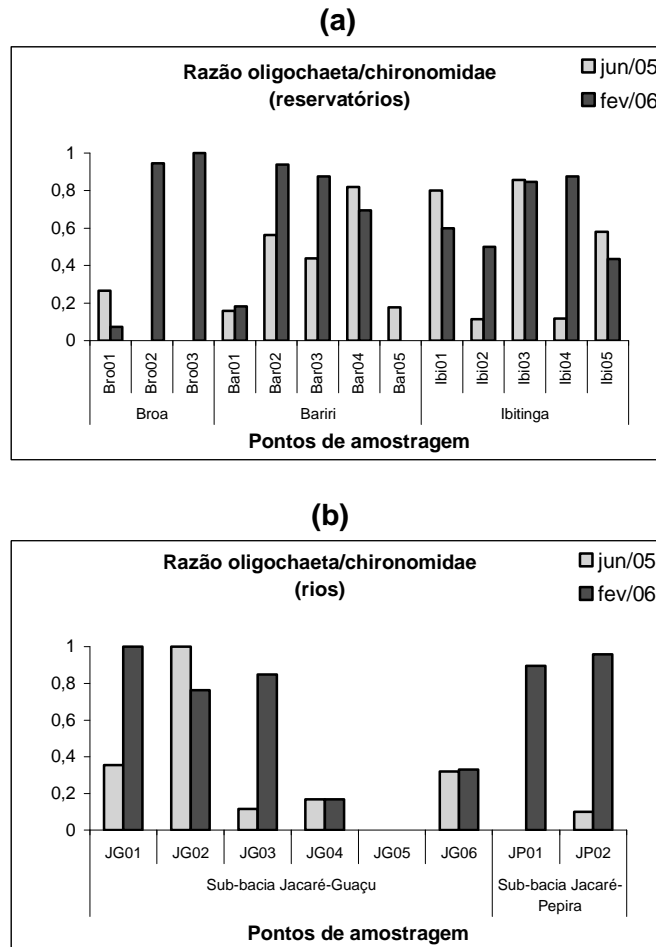 (a)
Razão oligochaeta/chironomidae
(reservatórios)
jun/05
fev/06
1
0,8
0,6
0,4
0,2
0
Bro01 Bro02 Bro03 Bar01 Bar02 Bar03 Bar04 Bar05 Ibi01 Ibi02 Ibi03 Ibi04 Ibi05
Broa Bariri Ibitinga
Pontos de amostragem
(b)
Razão oligochaeta/chironomidae
(rios)
jun/05
fev/06
1
0,8
0,6
0,4
0,2
0
JG01 JG02 JG03 JG04 JG05 JG06 JP01 JP02
Sub-bacia Jacaré-Guaçu Sub-bacia Jacaré-
Pepira
Pontos de amostragem